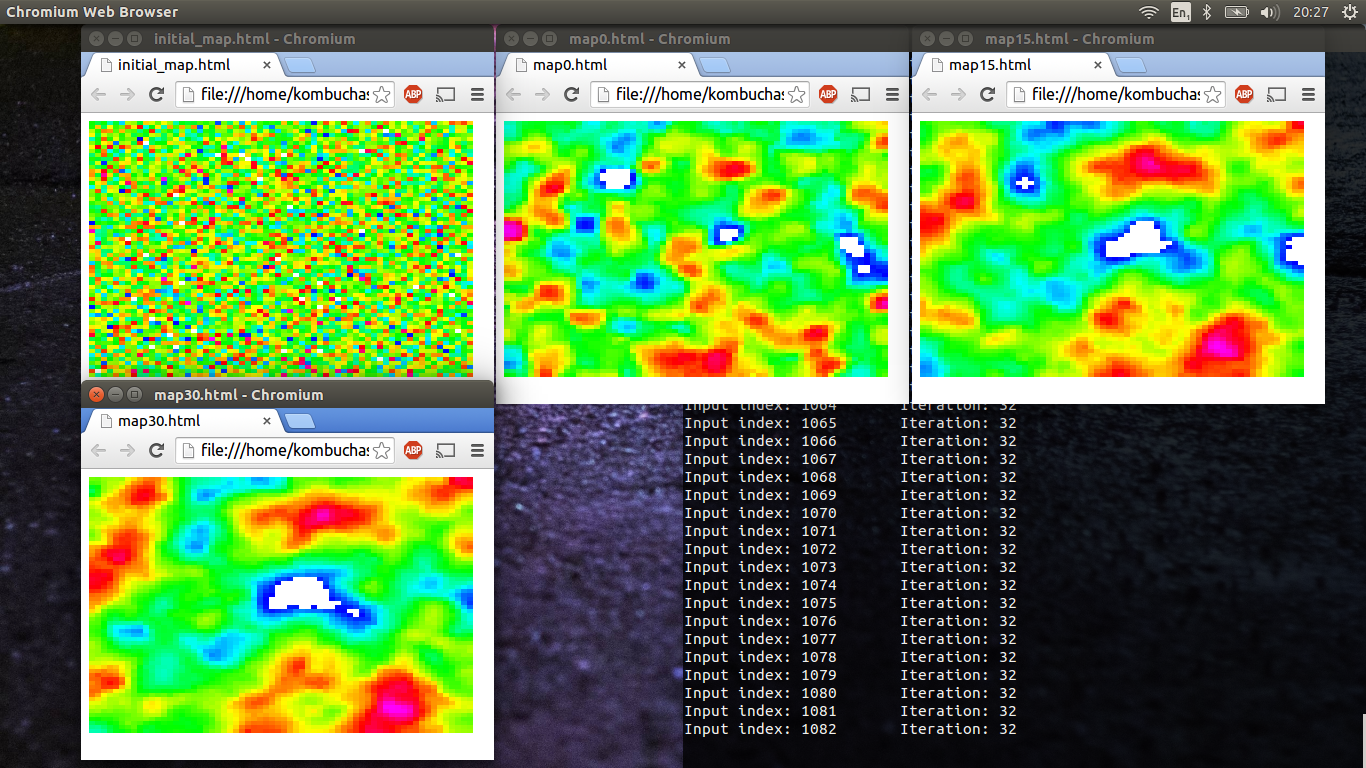 Chromium Web Browser
En1
20:27
initial_map.html - Chromium
initial_map.html
file:///home/kombuchas
ABP
map0.html - Chromium
map0.html
file:///home/kombuchas
ABP
map15.html - Chromium
map15.html
file:///home/kombuchas
ABP
map30.html - Chromium
map30.html
file:///home/kombuchas
ABP
Input index: 1064 Iteration: 32
Input index: 1065 Iteration: 32
Input index: 1066 Iteration: 32
Input index: 1067 Iteration: 32
Input index: 1068 Iteration: 32
Input index: 1069 Iteration: 32
Input index: 1070 Iteration: 32
Input index: 1071 Iteration: 32
Input index: 1072 Iteration: 32
Input index: 1073 Iteration: 32
Input index: 1074 Iteration: 32
Input index: 1075 Iteration: 32
Input index: 1076 Iteration: 32
Input index: 1077 Iteration: 32
Input index: 1078 Iteration: 32
Input index: 1079 Iteration: 32
Input index: 1080 Iteration: 32
Input index: 1081 Iteration: 32
Input index: 1082 Iteration: 32